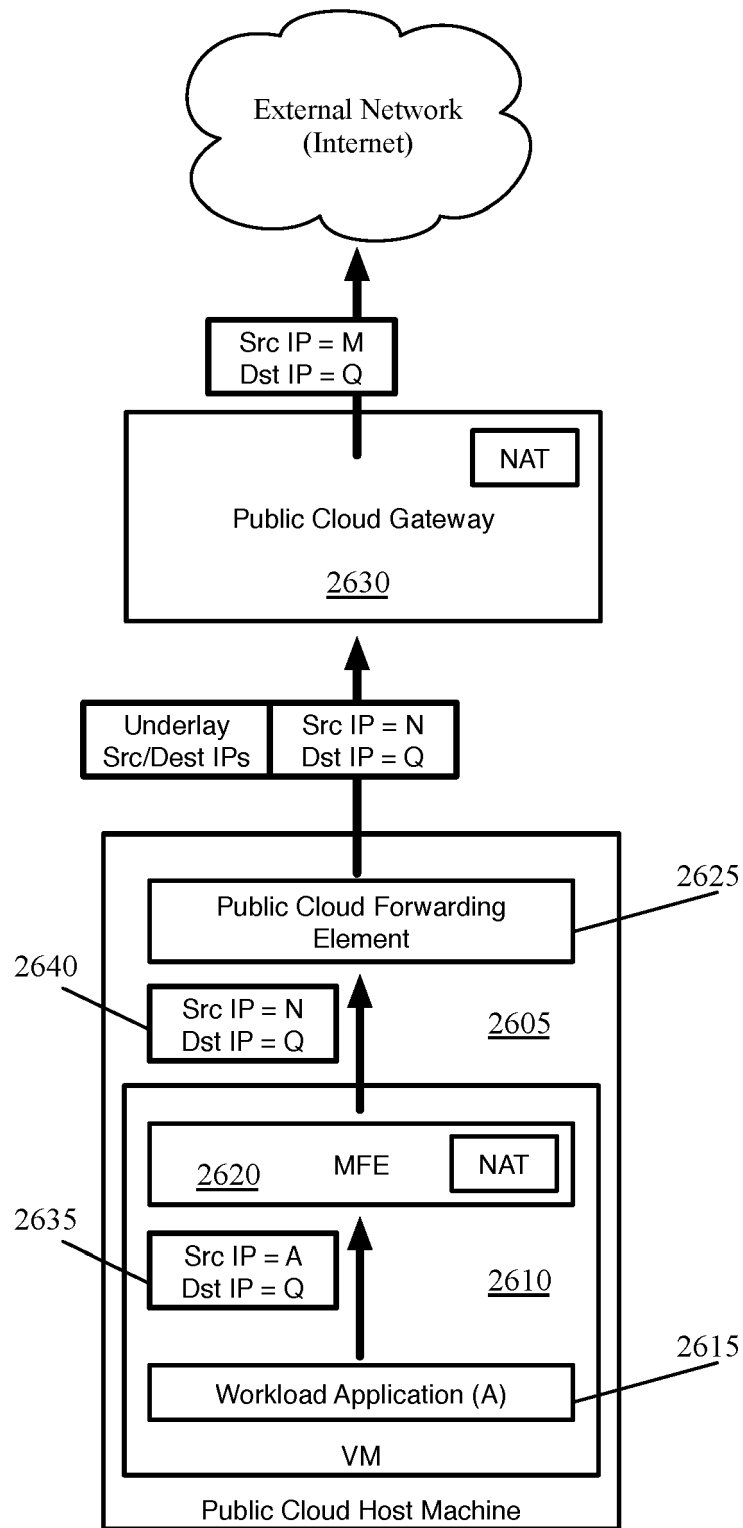 External Network
(Internet)
Src IP = M
Dst IP = Q
NAT
Public Cloud Gateway
2630
Underlay
Src/Dest IPs
Src IP = N
Dst IP = Q
2625
Public Cloud Forwarding
Element
2640
Src IP = N
Dst IP = Q
2605
2620
MFE
NAT
2635
Src IP = A
Dst IP = Q
2610
2615
Workload Application (A)
VM
Public Cloud Host Machine